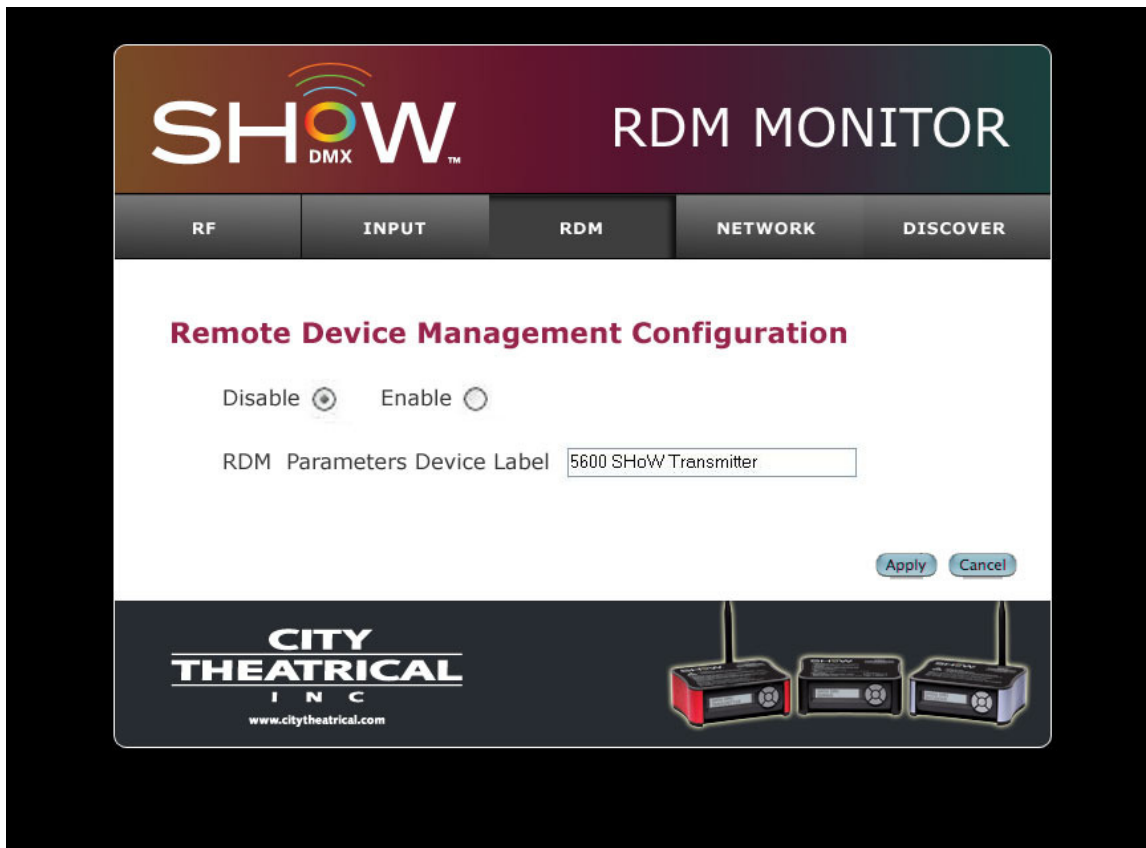 SHOW
DMX
™
RDM MONITOR
RF INPUT RDM NETWORK DISCOVER
Remote Device Management Configuration
Disable Enable
RDM Parameters Device Label 5600 SHoW Transmitter
Apply Cancel
CITY
THEATRICAL
INC
www.citytheatrical.com